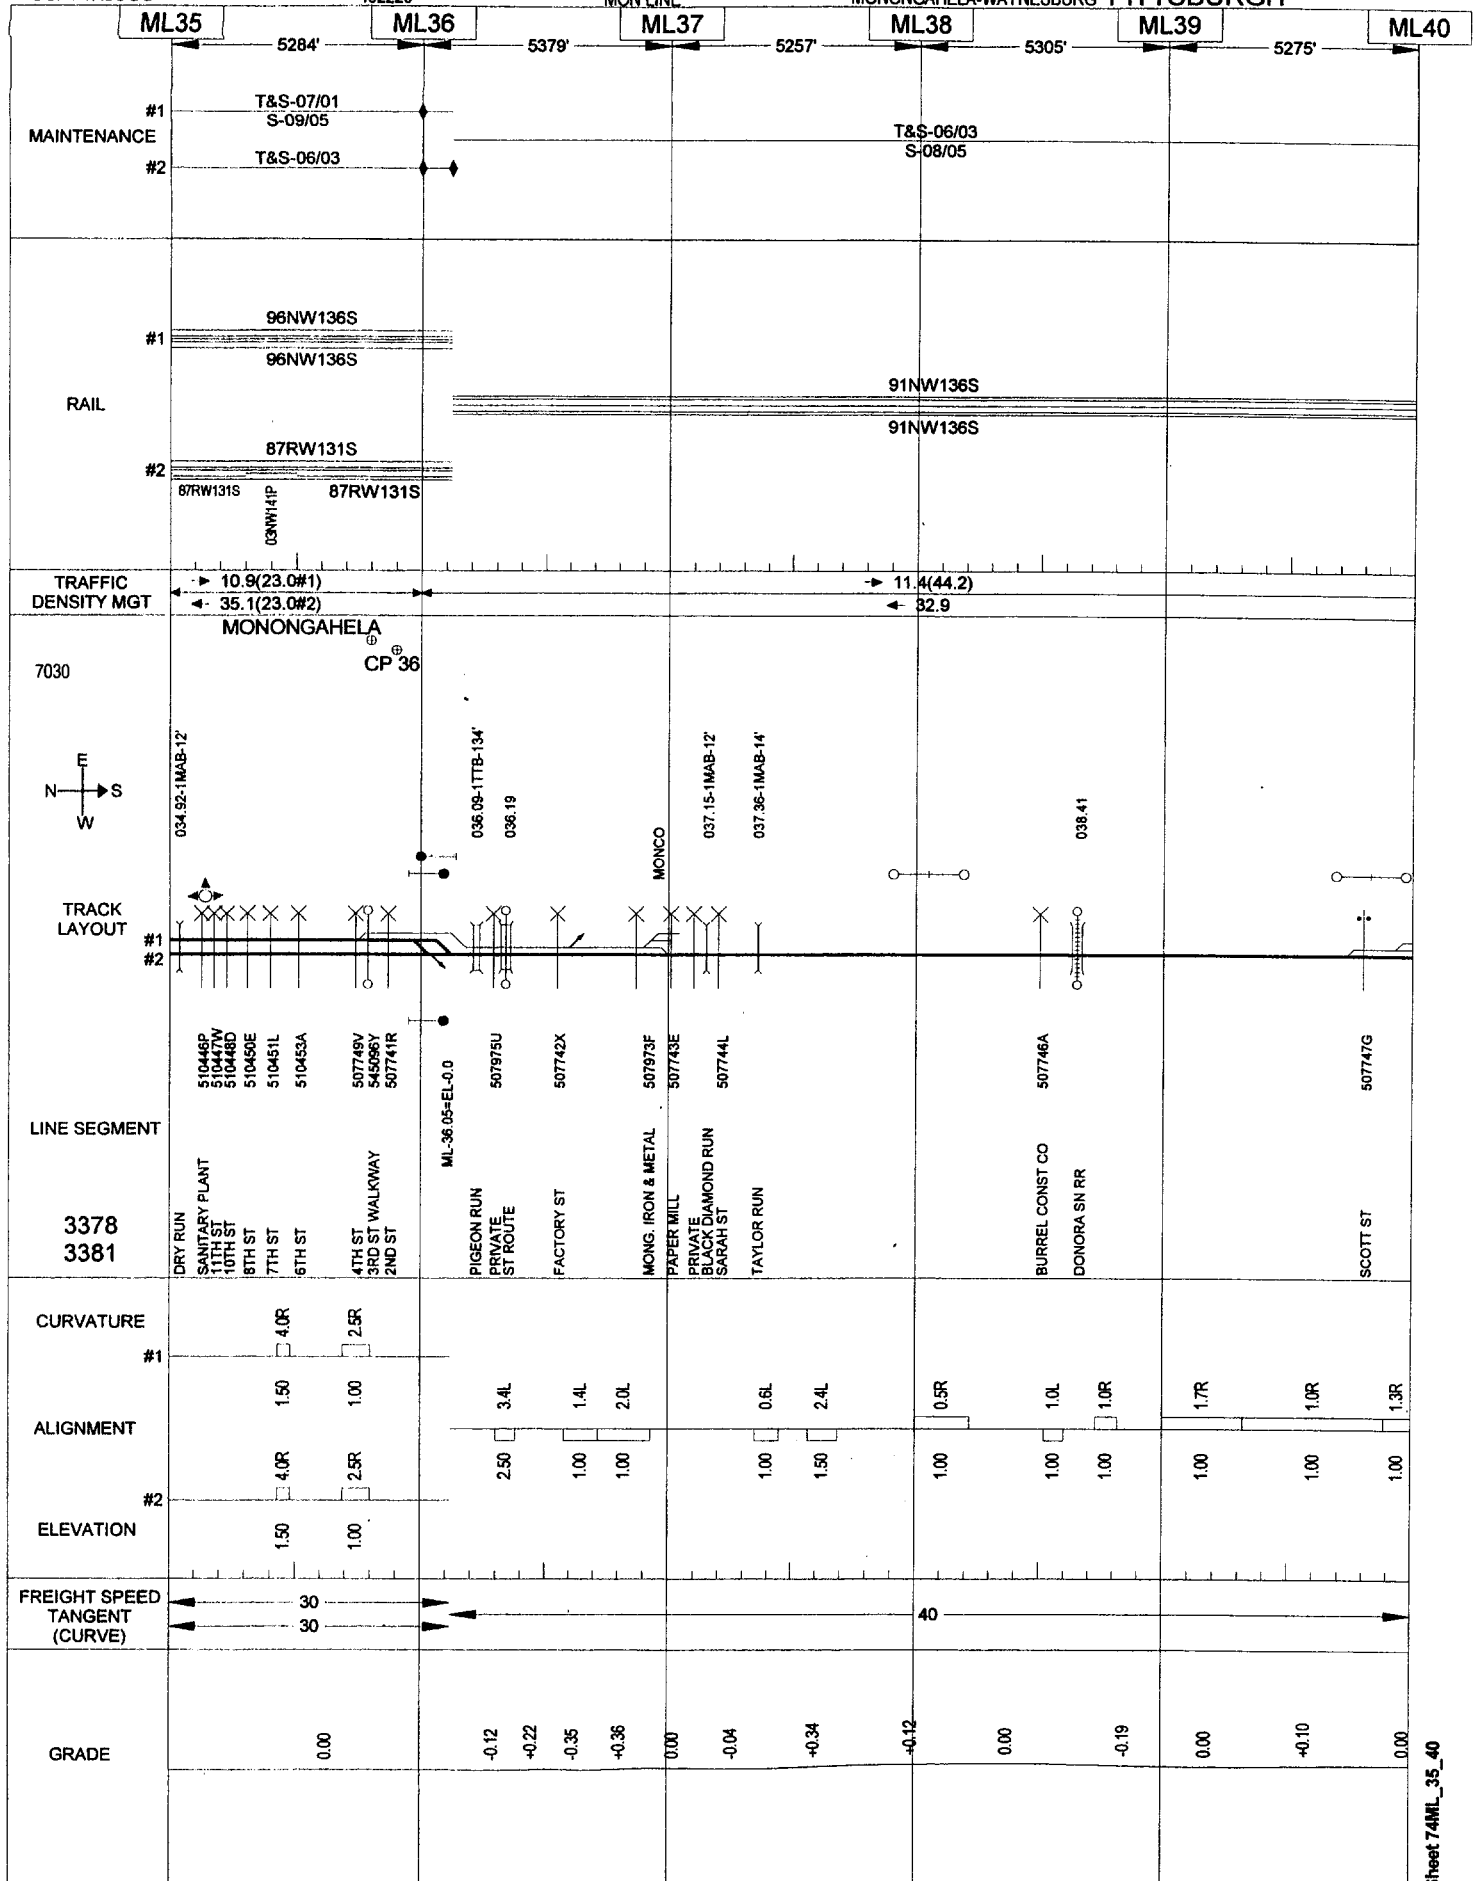 MON LINE
MONONGAHELA-WAYNESBURG PITTSBURGH
ML35 ML36 ML37 ML38 ML39 ML40
5284' 5379' 5257' 5305' 5275'
MAINTENANCE
#1
T&S-07/01
S-09/05
#2
T&S-06/03
T&S-06/03
S-08/05
RAIL
#1
96NW136S
96NW136S
91NW136S
91NW136S
#2
87RW131S
87RW131S
03NW141P
87RW131S
TRAFFIC
DENSITY MGT
10.9(23.0#1)
35.1(23.0#2)
11.4(44.2)
32.9
MONONGAHELA
CP 36
7030
E
N S
W
034.92-1MAB-12'
036.09-1TTB-134'
036.19
MONCO
037.15-1MAB-12'
037.36-1MAB-14'
038.41
TRACK
LAYOUT
#1
#2
510446P
510447W
510448D
510450E
510451L
510453A
507749V
545096Y
507741R
ML-36.05=EL-0.0
507975U
507742X
507973F
507743E
507744L
507746A
507747G
LINE SEGMENT
3378
3381
DRY RUN
SANITARY PLANT
11TH ST
10TH ST
8TH ST
7TH ST
6TH ST
4TH ST
3RD ST WALKWAY
2ND ST
PIGEON RUN
PRIVATE
ST ROUTE
FACTORY ST
MONG. IRON & METAL
PAPER MILL
PRIVATE
BLACK DIAMOND RUN
SARAH ST
TAYLOR RUN
BURREL CONST CO
DONORA SN RR
SCOTT ST
CURVATURE
#1
4.0R 2.5R
1.50 1.00
ALIGNMENT
3.4L 1.4L 2.0L 0.6L 2.4L 0.5R 1.0L 1.0R 1.7R 1.0R 1.3R
2.50 1.00 1.00 1.00 1.50 1.00 1.00 1.00 1.00 1.00 1.00
#2
4.0R 2.5R
ELEVATION
1.50 1.00
FREIGHT SPEED
TANGENT
(CURVE)
30
30
40
GRADE
0.00 -0.12 +0.22 -0.35 +0.36 0.00 -0.04 +0.34 +0.12 0.00 -0.19 0.00 +0.10 0.00
Sheet 74ML_35_40